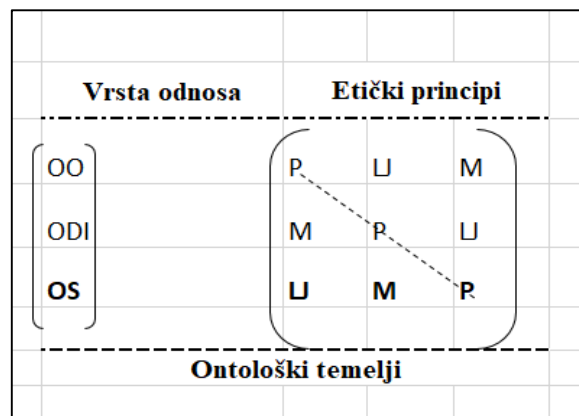 Vrsta odnosa Etički principi
OO P LJ M
ODI M P LJ
OS LJ M P
Ontološki temelji